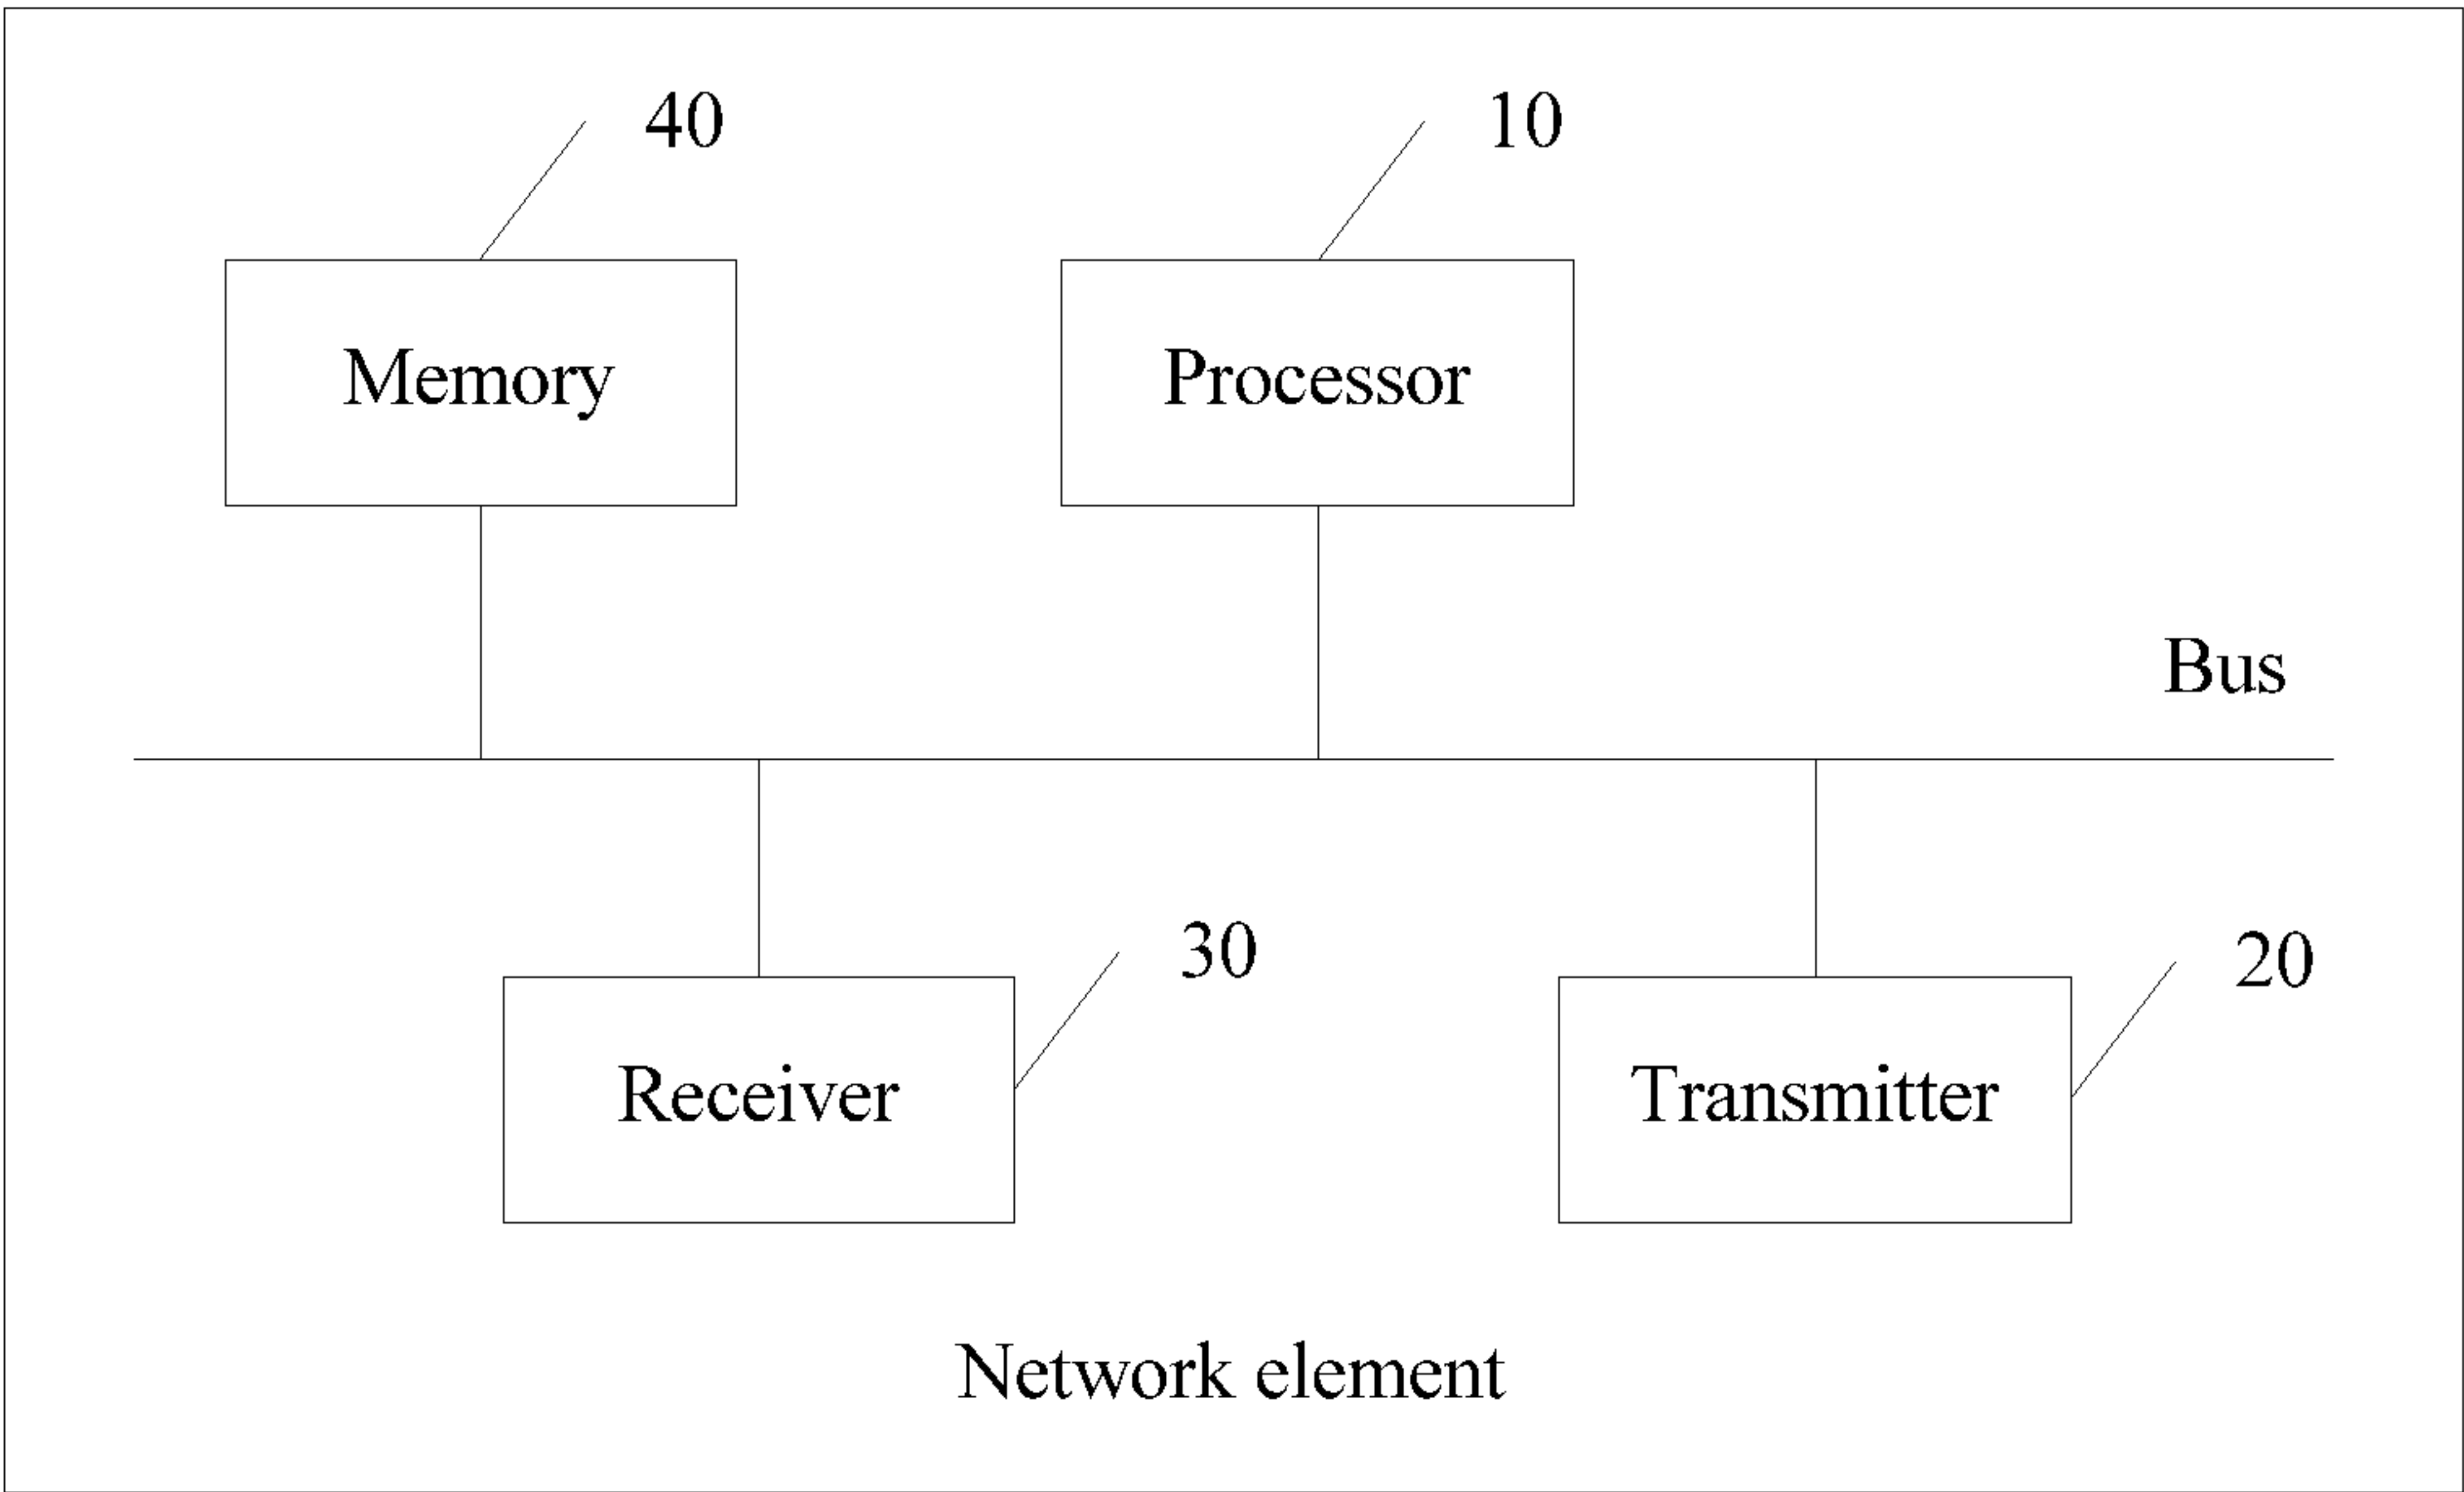 40
10
Memory
Processor
Bus
30
20
Receiver
Transmitter
Network element